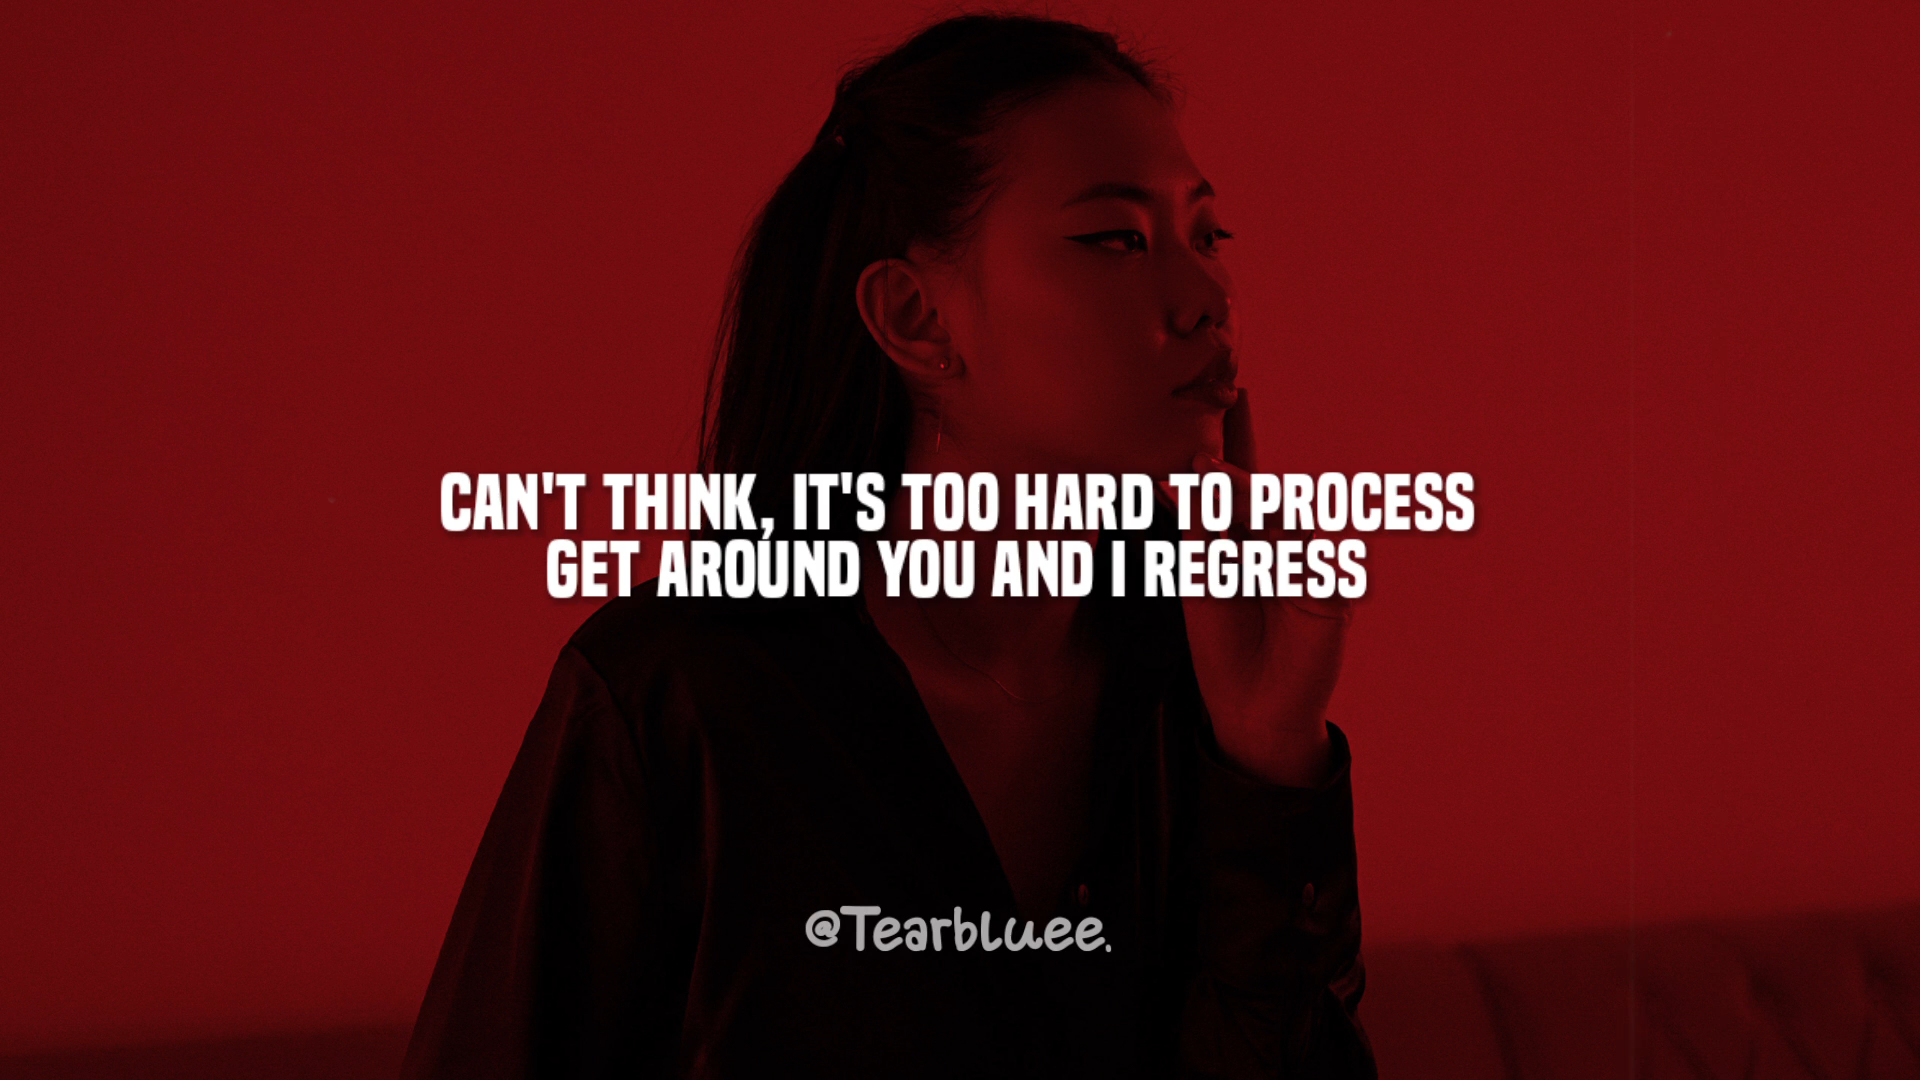 CAN'T THINK, IT'S TOO HARD TO PROCESS
GET AROUND YOU AND I REGRESS
@Tearbluee.